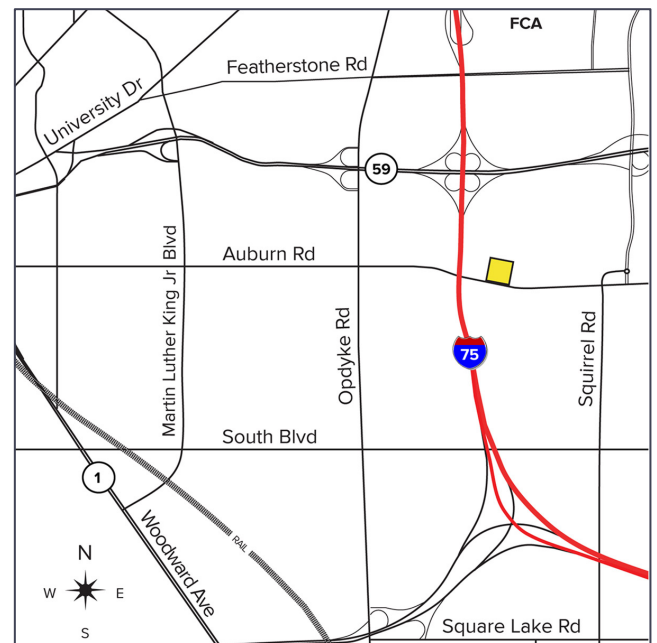 FCA
Featherstone Rd
University Dr
59
Auburn Rd
Martin Luther King Jr Blvd
Opdyke Rd
Squirrel Rd
75
South Blvd
1
Woodward Ave
RAIL
N
W E
S
Square Lake Rd